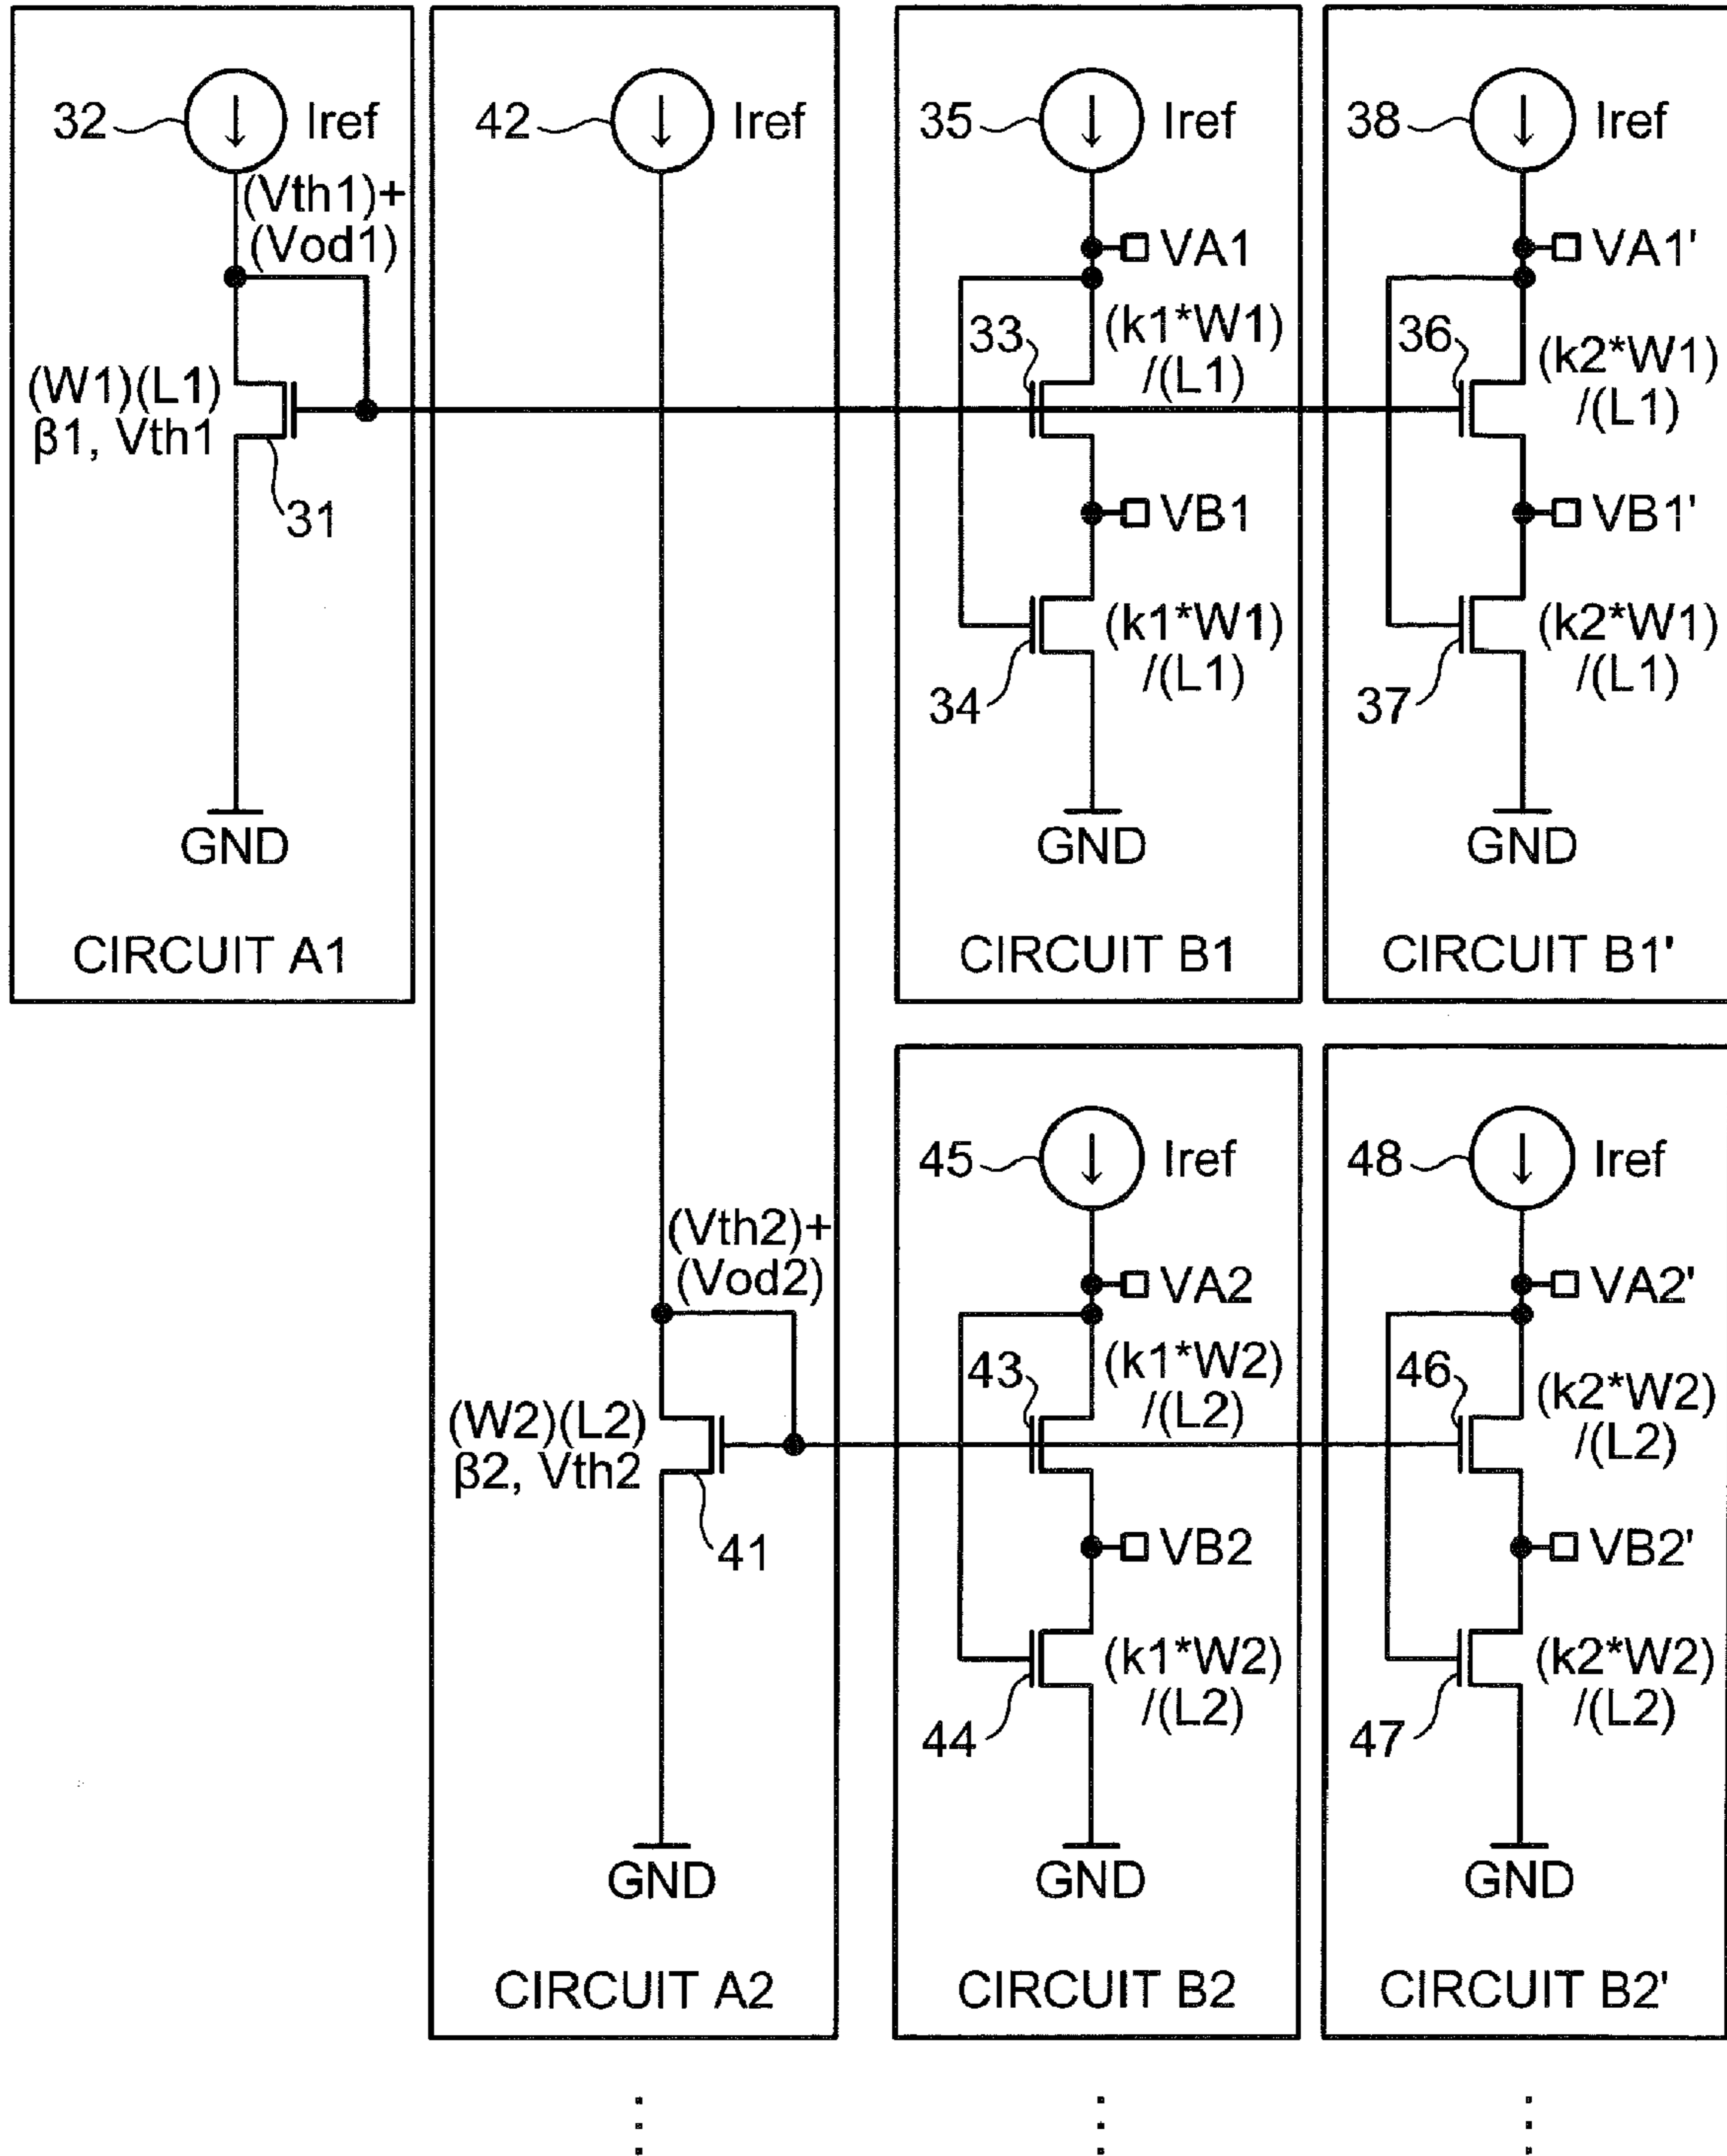 32
Iref
(Vth1)+
(Vod1)
(W1)(L1)
β1, Vth1
31
GND
CIRCUIT A1
42
Iref
(Vth2)+
(Vod2)
(W2)(L2)
β2, Vth2
41
GND
CIRCUIT A2
35
Iref
VA1
33
(k1*W1)
/(L1)
VB1
(k1*W1)
/(L1)
34
GND
CIRCUIT B1
38
Iref
VA1'
36
(k2*W1)
/(L1)
VB1'
(k2*W1)
/(L1)
37
GND
CIRCUIT B1'
45
Iref
VA2
43
(k1*W2)
/(L2)
VB2
(k1*W2)
/(L2)
44
GND
CIRCUIT B2
48
Iref
VA2'
46
(k2*W2)
/(L2)
VB2'
(k2*W2)
/(L2)
47
GND
CIRCUIT B2'